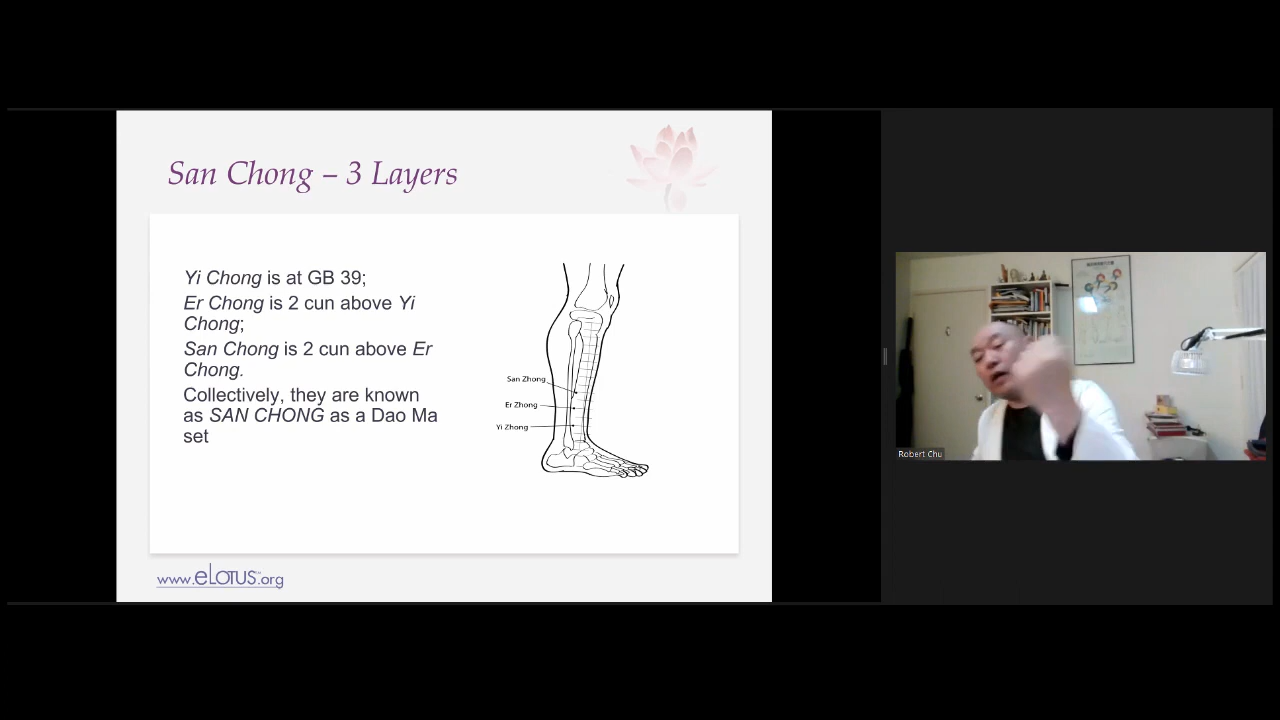 San Chong – 3 Layers
Yi Chong is at GB 39;
Er Chong is 2 cun above Yi
Chong;
San Chong is 2 cun above Er
Chong.
Collectively, they are known
as SAN CHONG as a Dao Ma
set
San Zhong
Er Zhong
Yi Zhong
www.eLOTUS.org
Robert Chu